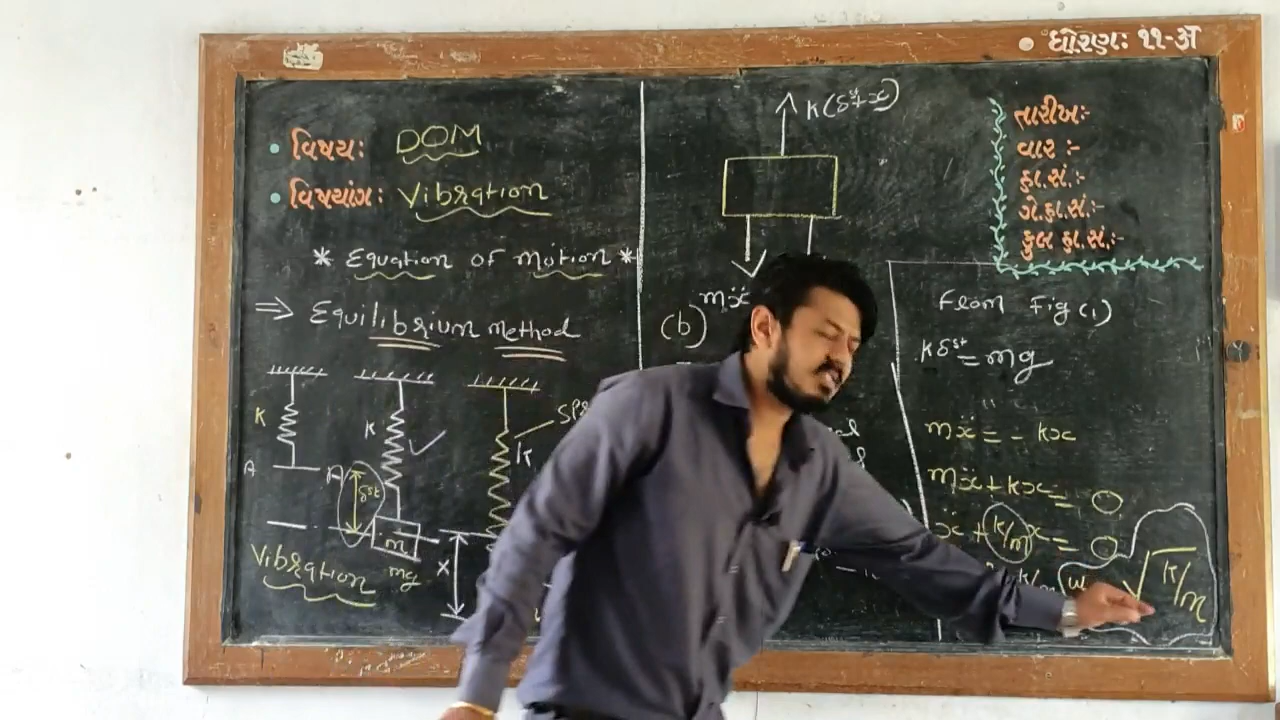 ધોરણઃ ૧૧-અ
વિષયઃ DOM
વિષયાંગઃ Vibration
* Equation of Motion *
⇒ Equilibrium method
K
A
K
δst
m
mg
Vibration
K
X
K(δst+x)
mẍ
(b)
તારીખઃ-
વાર :-
હા.સં.:-
ગે.હા.સં.:-
કુલ હા.સં.:-
From Fig (1)
Kδst = mg
mẍ = - kx
mẍ + kx = 0
ẍ + (k/m) x = 0
√K/m